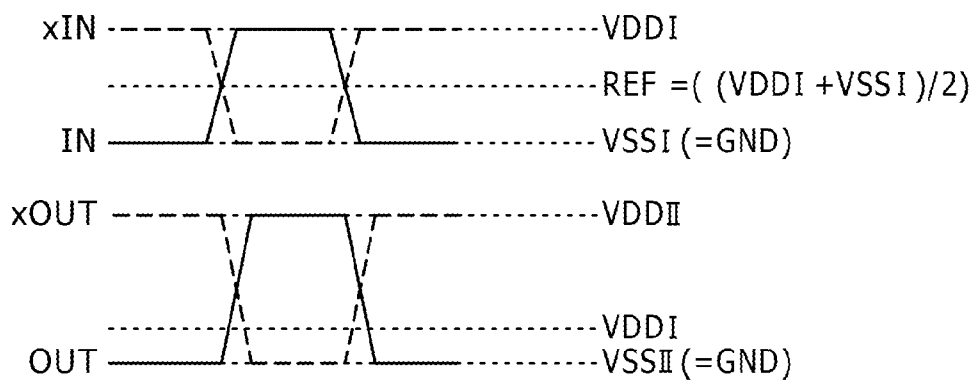 xIN VDDI
REF =( (VDDI +VSSI )/2)
IN VSSI (=GND)
xOUT VDDⅡ
VDDI
OUT VSSⅡ (=GND)